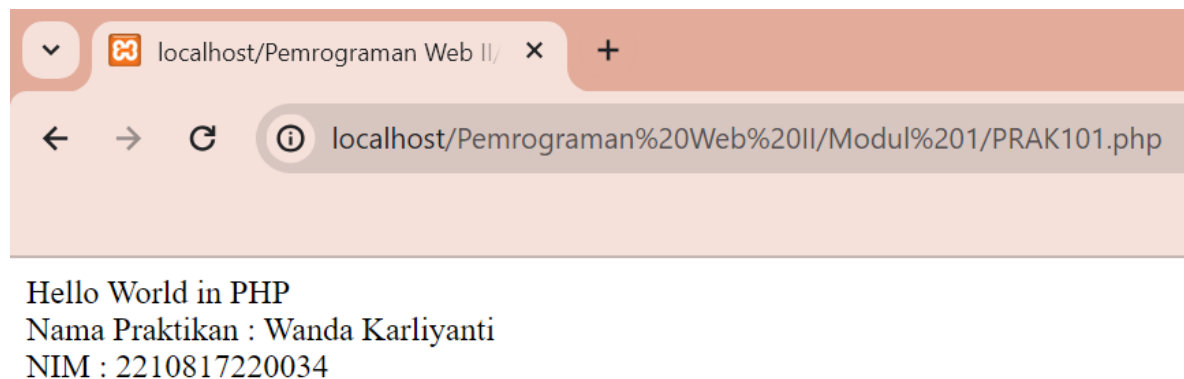 localhost/Pemrograman Web II/
localhost/Pemrograman%20Web%20II/Modul%201/PRAK101.php
Hello World in PHP
Nama Praktikan : Wanda Karliyanti
NIM : 2210817220034